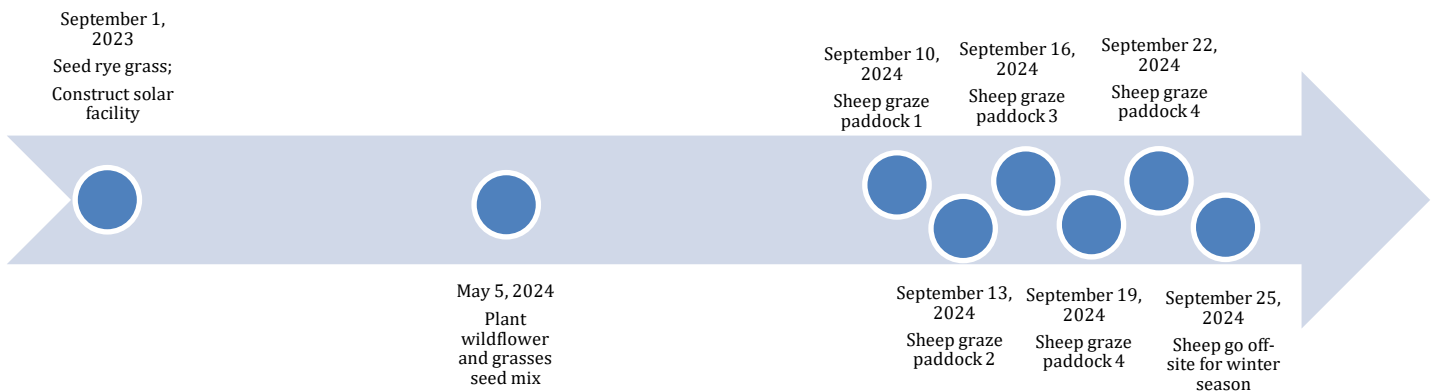 September 1,
2023
Seed rye grass;
Construct solar
facility
May 5, 2024
Plant
wildflower
and grasses
seed mix
September 10,
2024
Sheep graze
paddock 1
September 13,
2024
Sheep graze
paddock 2
September 16,
2024
Sheep graze
paddock 3
September 19,
2024
Sheep graze
paddock 4
September 22,
2024
Sheep graze
paddock 4
September 25,
2024
Sheep go off-
site for winter
season